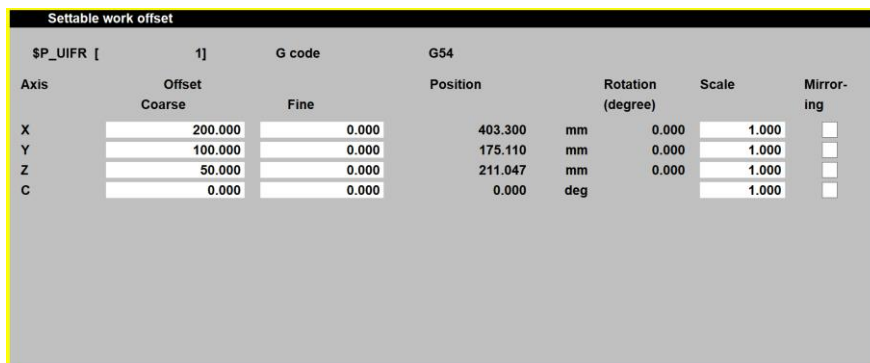 Settable work offset
$P_UIFR [ 1] G code G54
Axis Offset Position Rotation Scale Mirror-
Coarse Fine (degree) ing
X 200.000 0.000 403.300 mm 0.000 1.000
Y 100.000 0.000 175.110 mm 0.000 1.000
Z 50.000 0.000 211.047 mm 0.000 1.000
C 0.000 0.000 0.000 deg 1.000